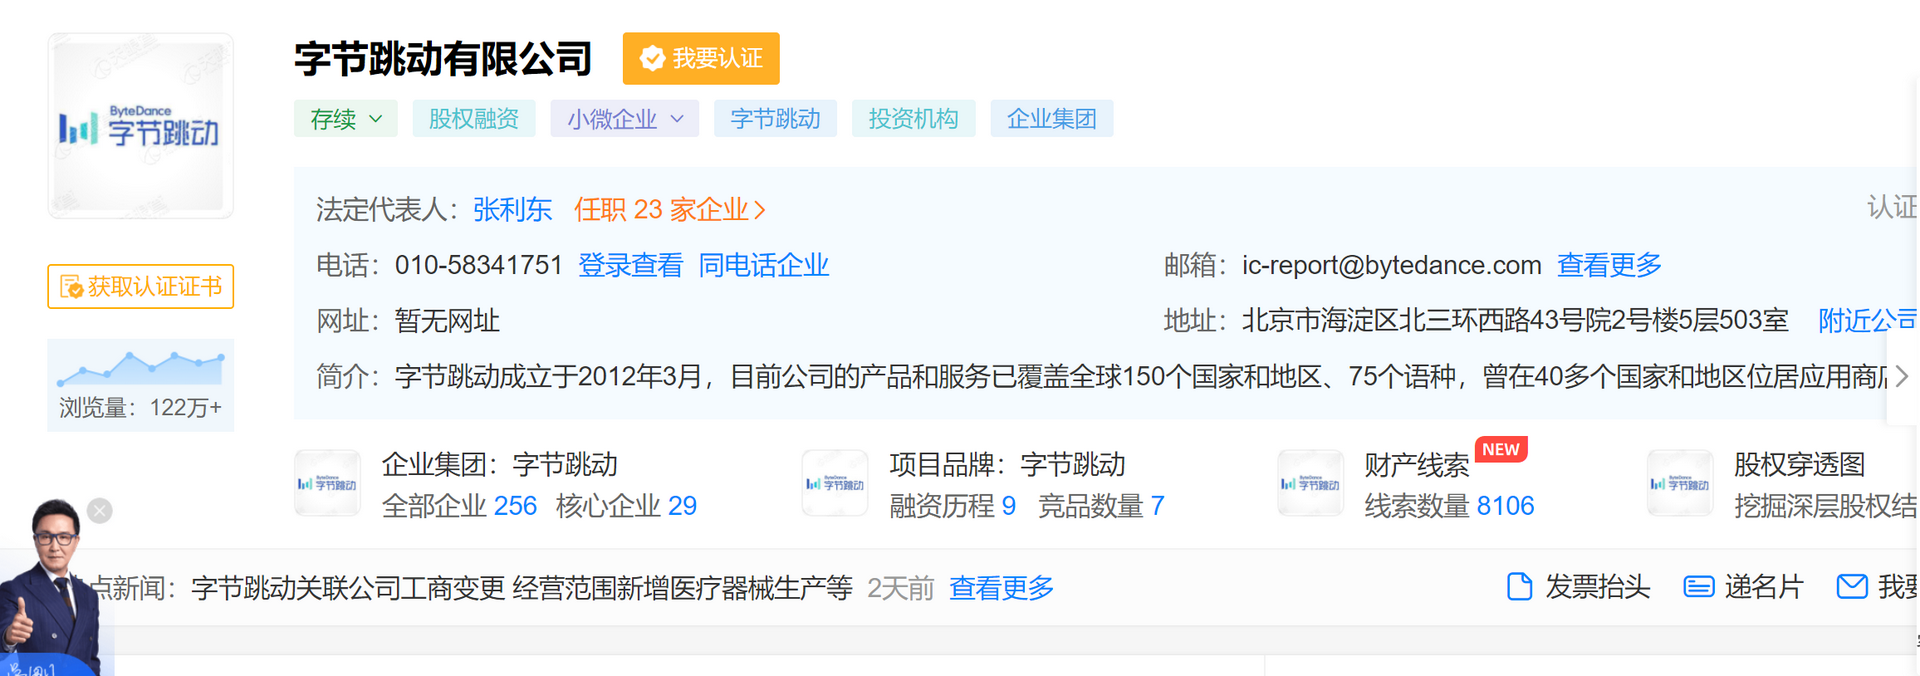 字节跳动有限公司
我要认证
ByteDance
字节跳动
存续 股权融资 小微企业 字节跳动 投资机构 企业集团
法定代表人：张利东 任职 23 家企业
认证
电话：010-58341751 登录查看 同电话企业
邮箱：ic-report@bytedance.com 查看更多
获取认证证书
网址：暂无网址
地址：北京市海淀区北三环西路43号院2号楼5层503室 附近公司
简介：字节跳动成立于2012年3月，目前公司的产品和服务已覆盖全球150个国家和地区、75个语种，曾在40多个国家和地区位居应用商店
浏览量：122万+
企业集团：字节跳动
全部企业 256 核心企业 29
项目品牌：字节跳动
融资历程 9 竞品数量 7
财产线索 NEW
线索数量 8106
股权穿透图
挖掘深层股权结
点新闻：字节跳动关联公司工商变更 经营范围新增医疗器械生产等 2天前 查看更多
发票抬头 递名片 我要